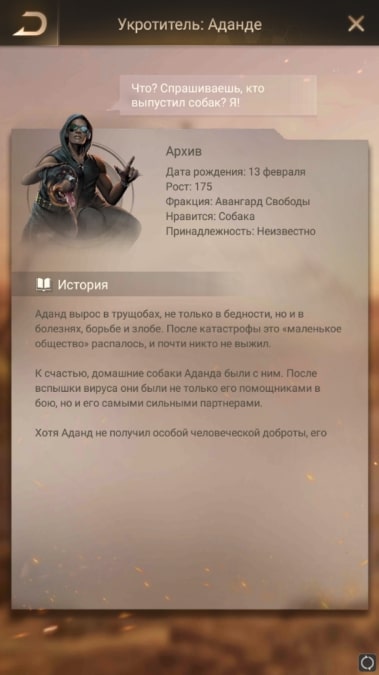 Укротитель: Аданде
Что? Спрашиваешь, кто
выпустил собак? Я!
Архив
Дата рождения: 13 февраля
Рост: 175
Фракция: Авангард Свободы
Нравится: Собака
Принадлежность: Неизвестно
История
Аданд вырос в трущобах, не только в бедности, но и в
болезнях, борьбе и злобе. После катастрофы это «маленькое
общество» распалось, и почти никто не выжил.
К счастью, домашние собаки Аданда были с ним. После
вспышки вируса они были не только его помощниками в
бою, но и его самыми сильными партнерами.
Хотя Аданд не получил особой человеческой доброты, его